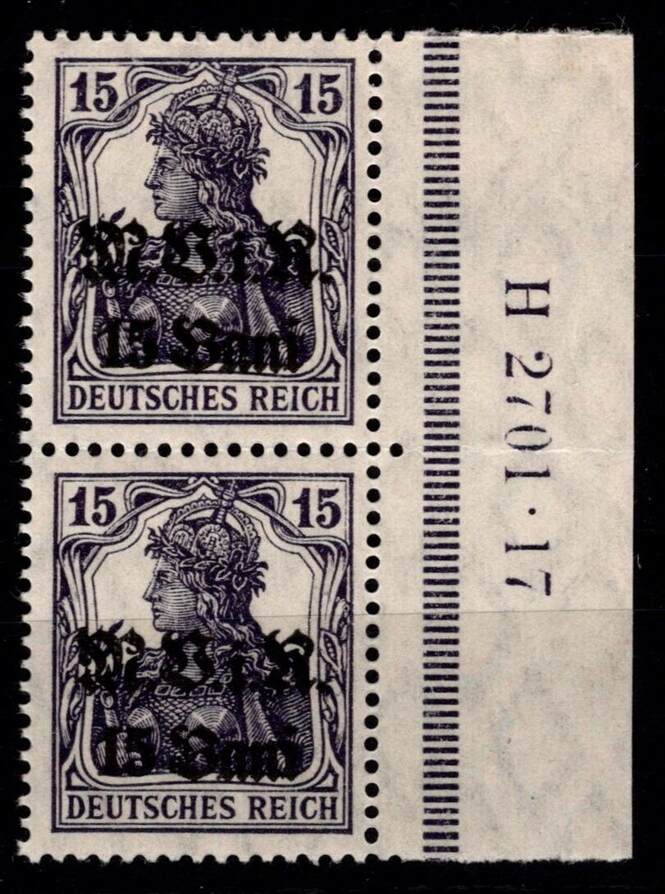 15 15
M.V.i.R.
15 Bani
DEUTSCHES REICH
15 15
M.V.i.R.
15 Bani
DEUTSCHES REICH
H 2701·17